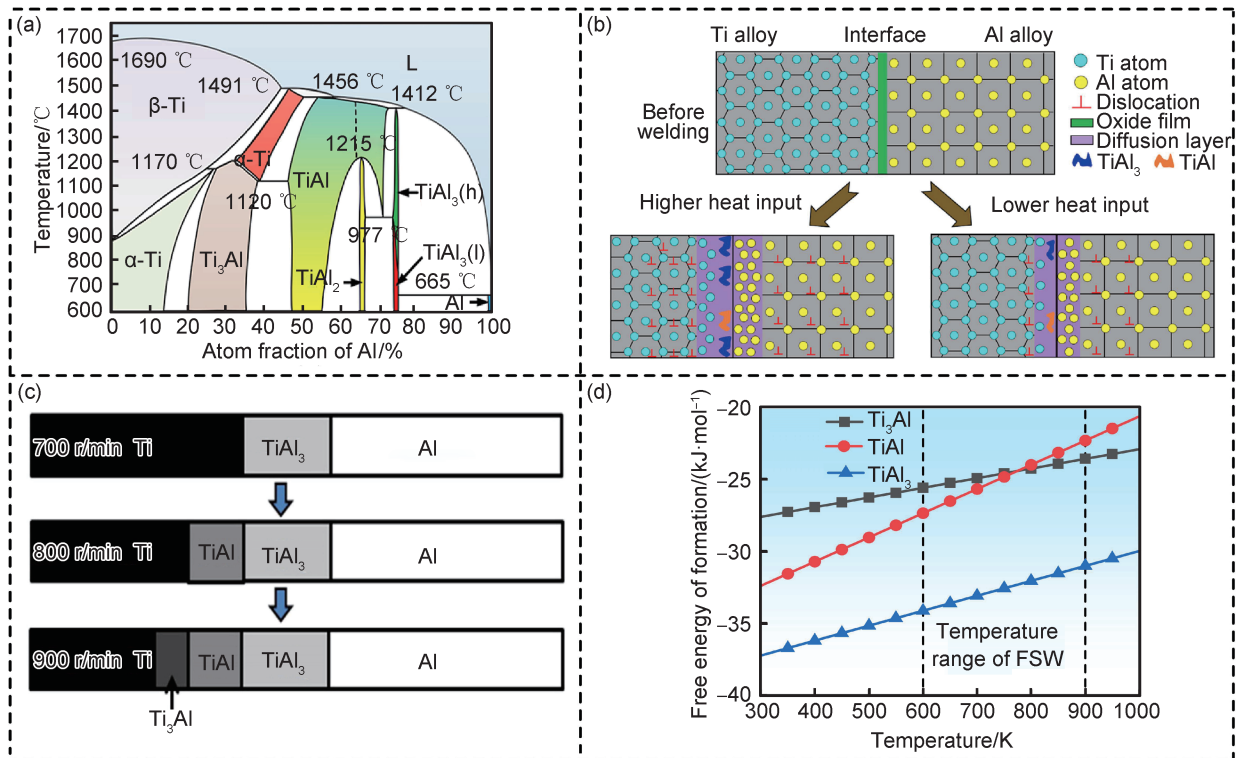 (a)
1700
1600
1500
1400
1300
1200
1100
1000
900
800
700
600
Temperature/℃
1690 ℃
β-Ti
1491 ℃
1456 ℃
L
1412 ℃
1170 ℃
α-Ti
1215 ℃
1120 ℃
TiAl
TiAl₃(h)
977 ℃
TiAl₃(l)
α-Ti
Ti₃Al
TiAl₂
665 ℃
Al
0 10 20 30 40 50 60 70 80 100
Atom fraction of Al/%
(b)
Ti alloy Interface Al alloy
Before
welding
Ti atom
Al atom
Dislocation
Oxide film
Diffusion layer
TiAl₃ TiAl
Higher heat input
Lower heat input
(c)
700 r/min Ti TiAl₃ Al
800 r/min Ti TiAl TiAl₃ Al
900 r/min Ti TiAl TiAl₃ Al
Ti₃Al
(d)
Free energy of formation/(kJ·mol⁻¹)
−20
−25
−30
−35
−40
Ti₃Al
TiAl
TiAl₃
Temperature
range of FSW
300 400 500 600 700 800 900 1000
Temperature/K